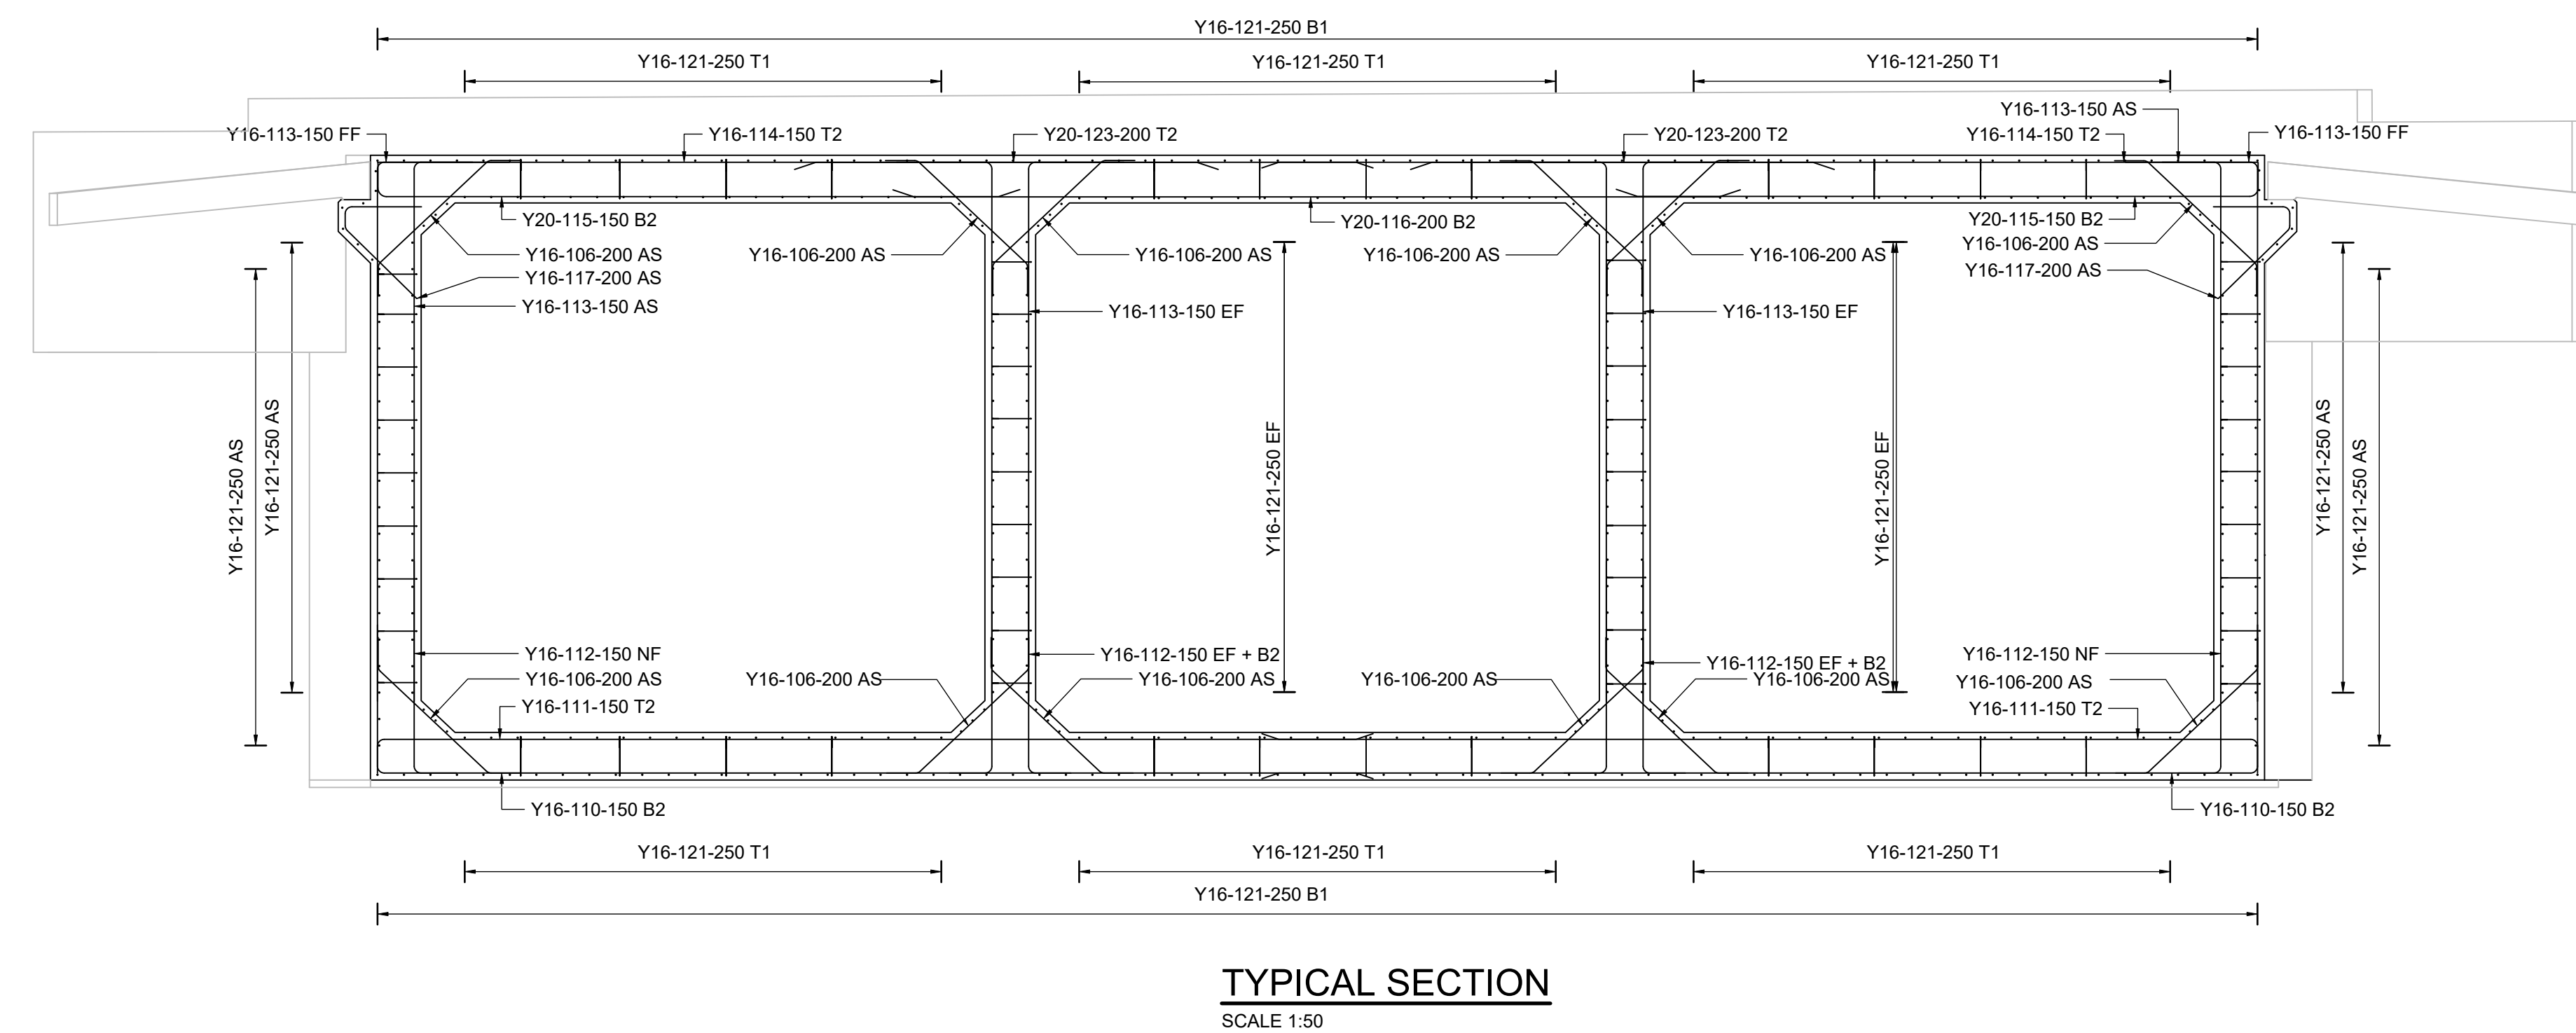 Y16-121-250 B1
Y16-121-250 T1
Y16-121-250 T1
Y16-121-250 T1
Y16-113-150 AS
Y16-113-150 FF
Y16-114-150 T2
Y20-123-200 T2
Y20-123-200 T2
Y16-114-150 T2
Y16-113-150 FF
Y20-115-150 B2
Y20-116-200 B2
Y20-115-150 B2
Y16-106-200 AS
Y16-106-200 AS
Y16-106-200 AS
Y16-106-200 AS
Y16-106-200 AS
Y16-106-200 AS
Y16-117-200 AS
Y16-117-200 AS
Y16-113-150 AS
Y16-113-150 EF
Y16-113-150 EF
Y16-121-250 AS
Y16-121-250 AS
Y16-121-250 EF
Y16-121-250 EF
Y16-121-250 AS
Y16-121-250 AS
Y16-112-150 NF
Y16-112-150 EF + B2
Y16-112-150 EF + B2
Y16-112-150 NF
Y16-106-200 AS
Y16-106-200 AS
Y16-106-200 AS
Y16-106-200 AS
Y16-106-200 AS
Y16-106-200 AS
Y16-111-150 T2
Y16-111-150 T2
Y16-110-150 B2
Y16-110-150 B2
Y16-121-250 T1
Y16-121-250 T1
Y16-121-250 T1
Y16-121-250 B1
TYPICAL SECTION
SCALE 1:50